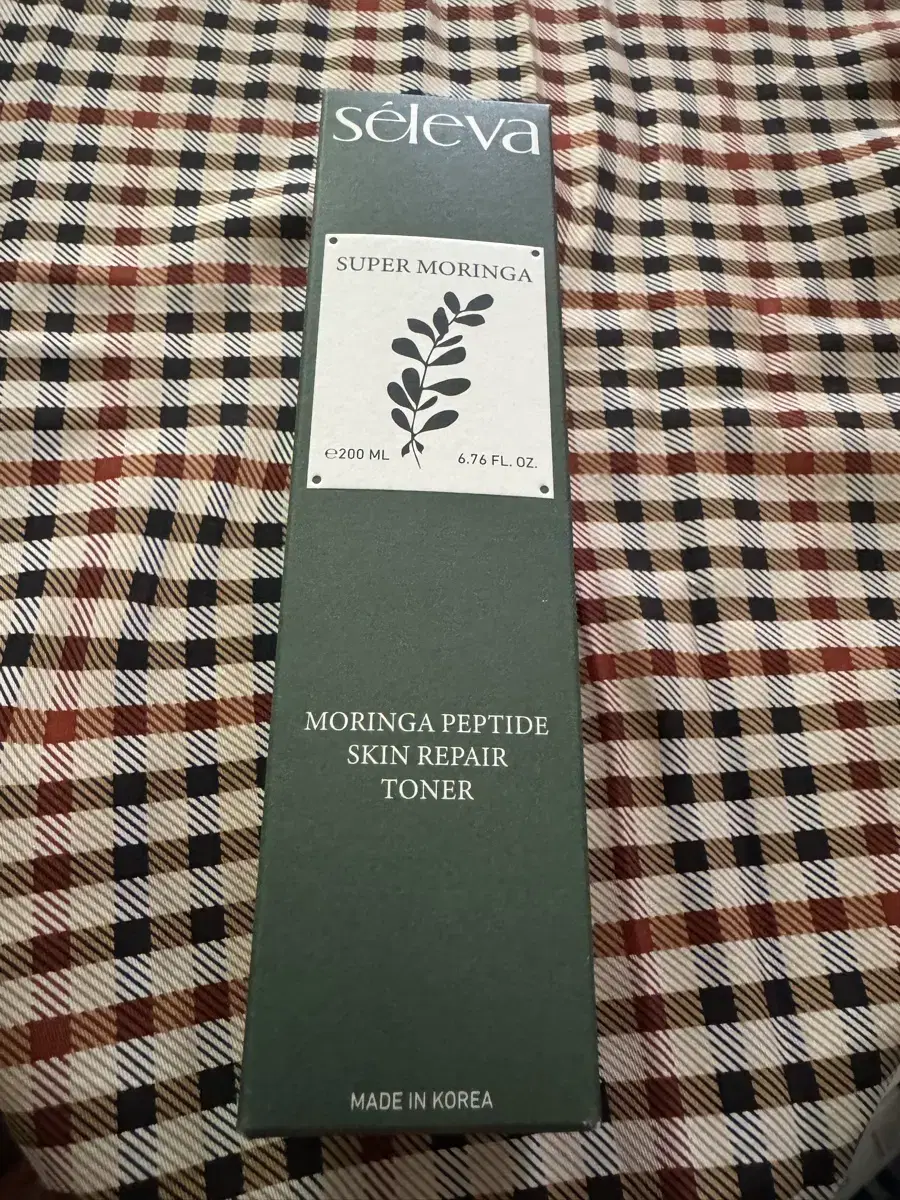 séleva
SUPER MORINGA
℮200 ML 6.76 FL. OZ.
MORINGA PEPTIDE
SKIN REPAIR
TONER
MADE IN KOREA